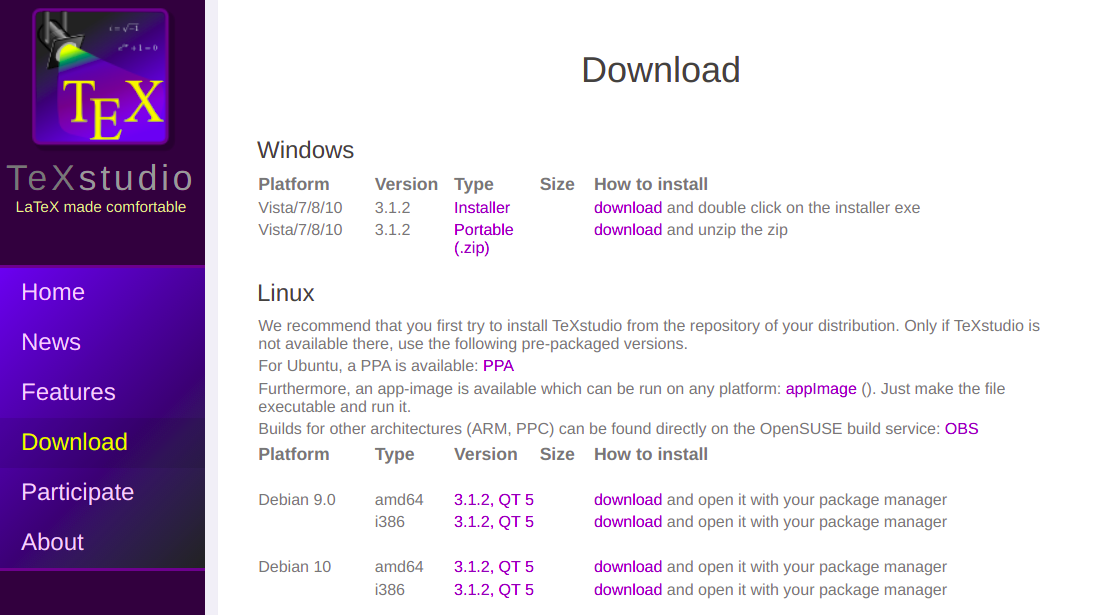 i = √−1
TEX
TeXstudio
LaTeX made comfortable
Home
News
Features
Download
Participate
About
Download
Windows
Platform Version Type Size How to install
Vista/7/8/10 3.1.2 Installer download and double click on the installer exe
Vista/7/8/10 3.1.2 Portable download and unzip the zip
(.zip)
Linux
We recommend that you first try to install TeXstudio from the repository of your distribution. Only if TeXstudio is
not available there, use the following pre-packaged versions.
For Ubuntu, a PPA is available: PPA
Furthermore, an app-image is available which can be run on any platform: appImage (). Just make the file
executable and run it.
Builds for other architectures (ARM, PPC) can be found directly on the OpenSUSE build service: OBS
Platform Type Version Size How to install
Debian 9.0 amd64 3.1.2, QT 5 download and open it with your package manager
i386 3.1.2, QT 5 download and open it with your package manager
Debian 10 amd64 3.1.2, QT 5 download and open it with your package manager
i386 3.1.2, QT 5 download and open it with your package manager